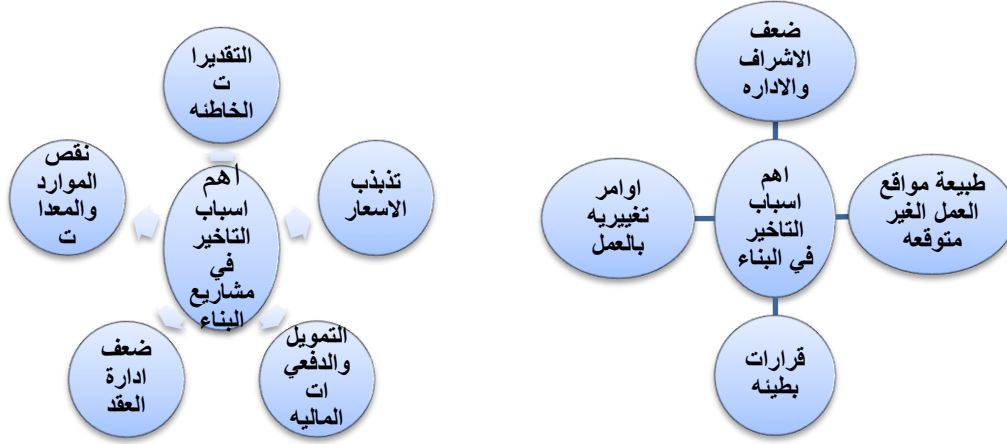 ضعف
الاشراف
والاداره
طبيعة مواقع
العمل الغير
متوقعه
اهم
اسباب
التاخير
في البناء
اوامر
تغييريه
بالعمل
قرارات
بطيئه
التقديرا
ت
الخاطئه
تذبذب
الاسعار
اهم
اسباب
التاخير
في
مشاريع
البناء
نقص
الموارد
والمعدا
ت
التمويل
والدفعي
ات
الماليه
ضعف
ادارة
العقد